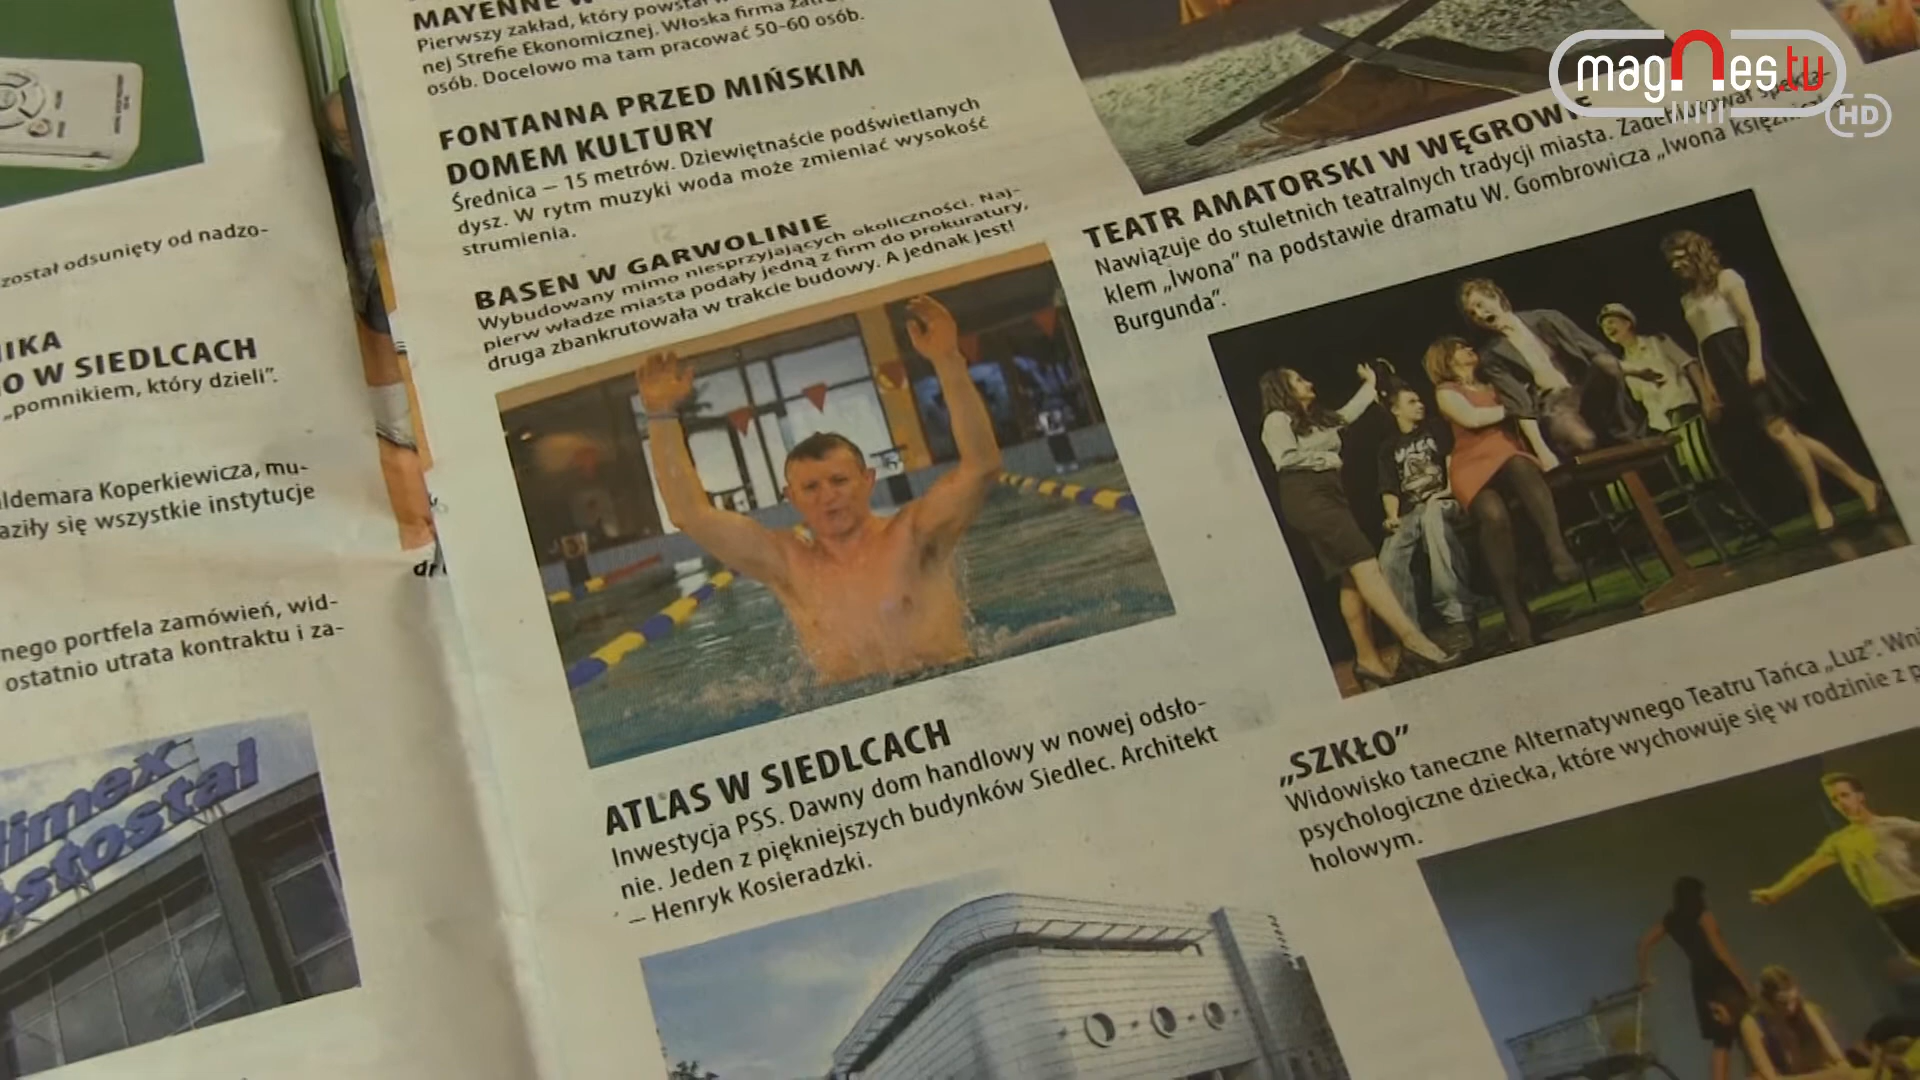 magnes tv
HD
został odsunięty od nadzo-
O W SIEDLCACH
„pomnikiem, który dzieli”.
Koperkiewicza, mu-
się wszystkie instytucje
portfela zamówień, wid-
ostatnio utrata kontraktu i za-
MAYENNE W
Pierwszy zakład, który powstał
nej Strefie Ekonomicznej. Włoska firma
osób. Docelowo ma tam pracować 50-60 osób.
FONTANNA PRZED MIŃSKIM
DOMEM KULTURY
Średnica – 15 metrów. Dziewiętnaście podświetlanych
dysz. W rytm muzyki woda może zmieniać wysokość
strumienia.
BASEN W GARWOLINIE
Wybudowany mimo niesprzyjających okoliczności. Naj-
pierw władze miasta podały jedną z firm do prokuratury,
druga zbankrutowała w trakcie budowy. A jednak jest!
ATLAS W SIEDLCACH
Inwestycja PSS. Dawny dom handlowy w nowej odsło-
nie. Jeden z piękniejszych budynków Siedlec. Architekt
– Henryk Kosieradzki.
TEATR AMATORSKI W WĘGROWIE
Nawiązuje do stuletnich teatralnych tradycji miasta. Zadebiutował spekta-
klem „Iwona” na podstawie dramatu W. Gombrowicza „Iwona księżniczka
Burgunda”.
„SZKŁO”
Widowisko taneczne Alternatywnego Teatru Tańca „Luz”.
psychologiczne dziecka, które wychowuje się w rodzinie z
holowym.